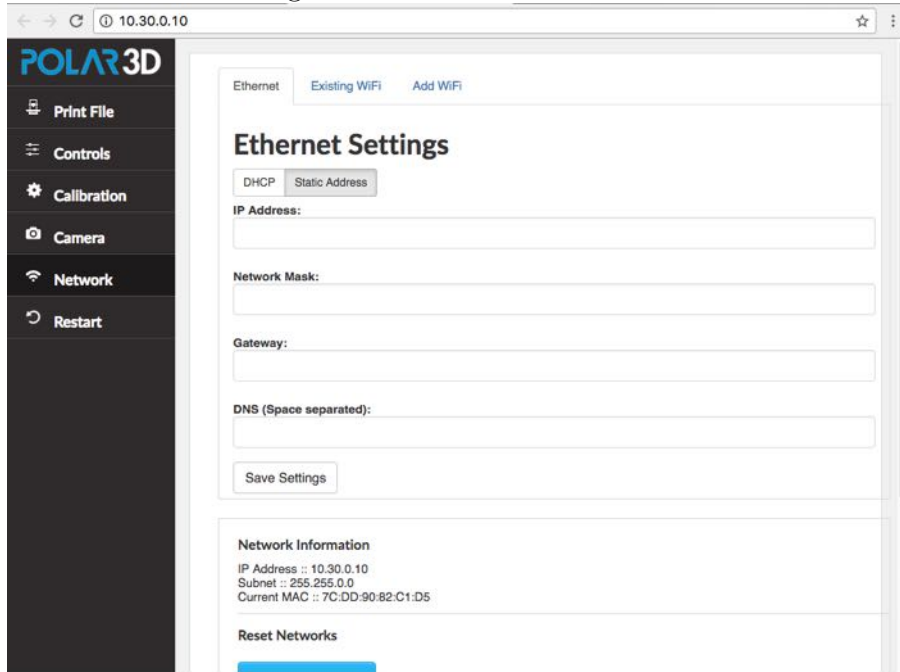 10.30.0.10
POLAR3D
Print File
Controls
Calibration
Camera
Network
Restart
Ethernet Existing WiFi Add WiFi
Ethernet Settings
DHCP Static Address
IP Address:
Network Mask:
Gateway:
DNS (Space separated):
Save Settings
Network Information
IP Address :: 10.30.0.10
Subnet :: 255.255.0.0
Current MAC :: 7C:DD:90:82:C1:D5
Reset Networks